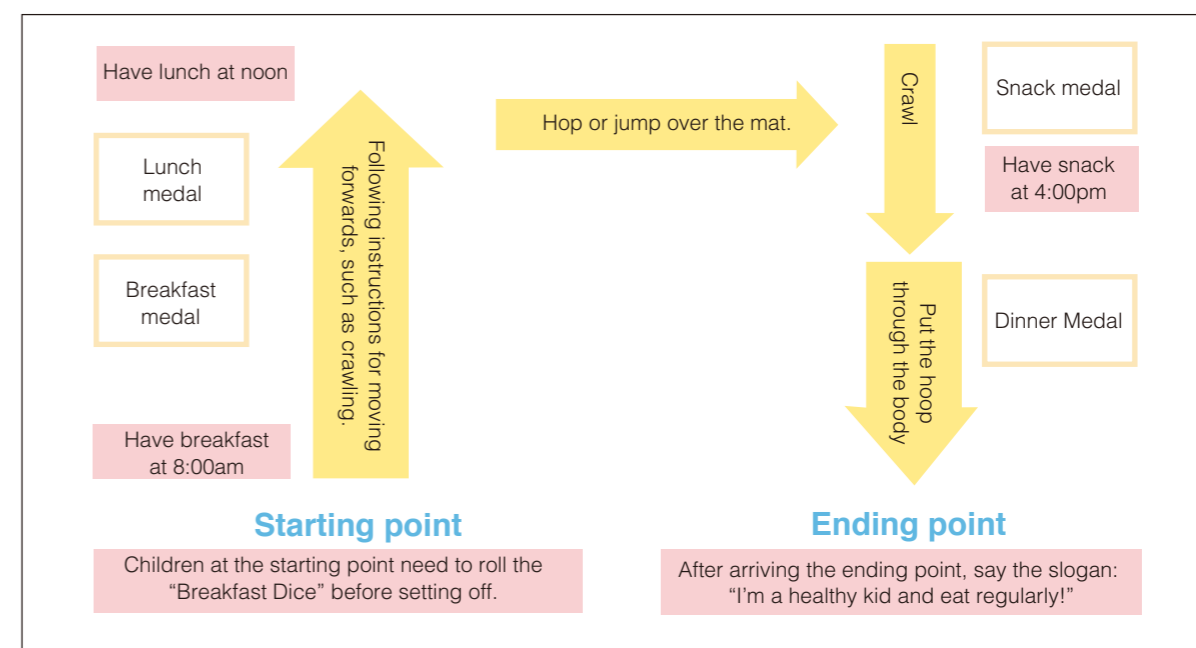 Have lunch at noon
Lunch
medal
Breakfast
medal
Have breakfast
at 8:00am
Following instructions for moving
forwards, such as crawling.
Starting point
Children at the starting point need to roll the
“Breakfast Dice” before setting off.
Hop or jump over the mat.
Crawl
Snack medal
Have snack
at 4:00pm
Put the hoop
through the body
Dinner Medal
Ending point
After arriving the ending point, say the slogan:
“I’m a healthy kid and eat regularly!”